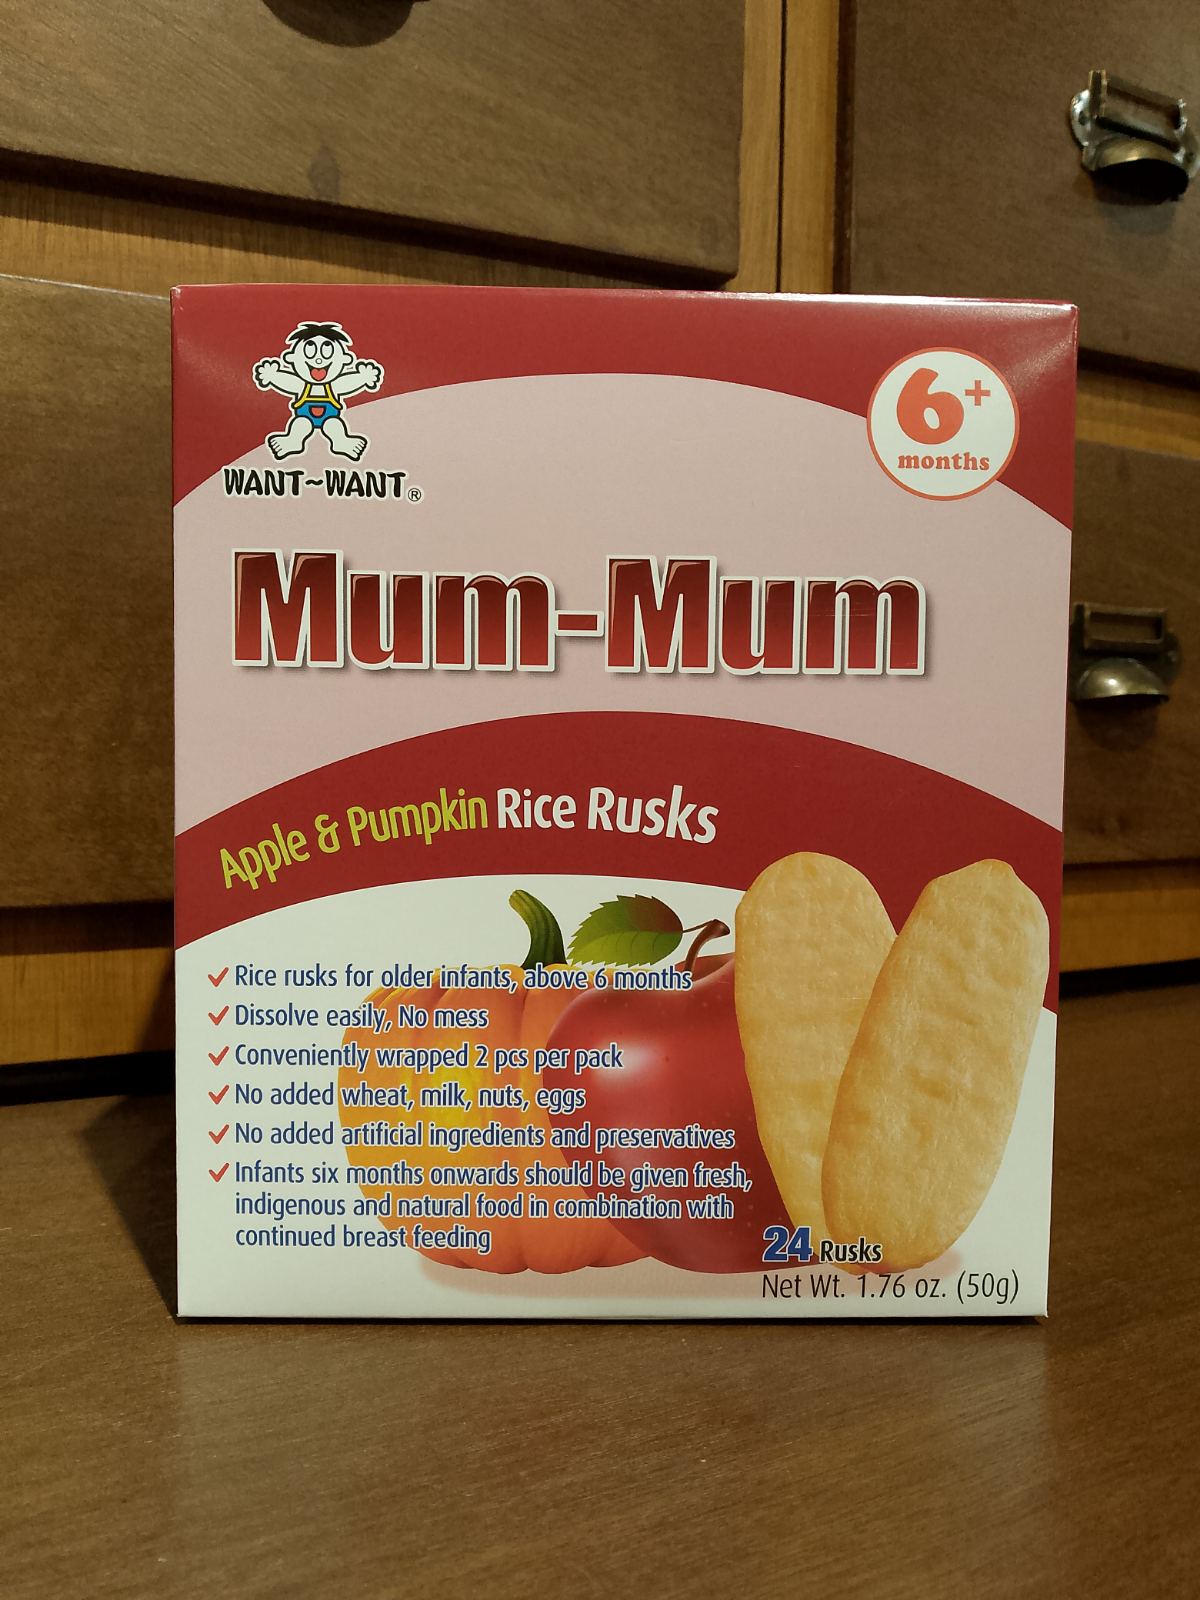 WANT~WANT®
6+
months
Mum-Mum
Apple & Pumpkin Rice Rusks
✓ Rice rusks for older infants, above 6 months
✓ Dissolve easily, No mess
✓ Conveniently wrapped 2 pcs per pack
✓ No added wheat, milk, nuts, eggs
✓ No added artificial ingredients and preservatives
✓ Infants six months onwards should be given fresh,
indigenous and natural food in combination with
continued breast feeding
24 Rusks
Net Wt. 1.76 oz. (50g)